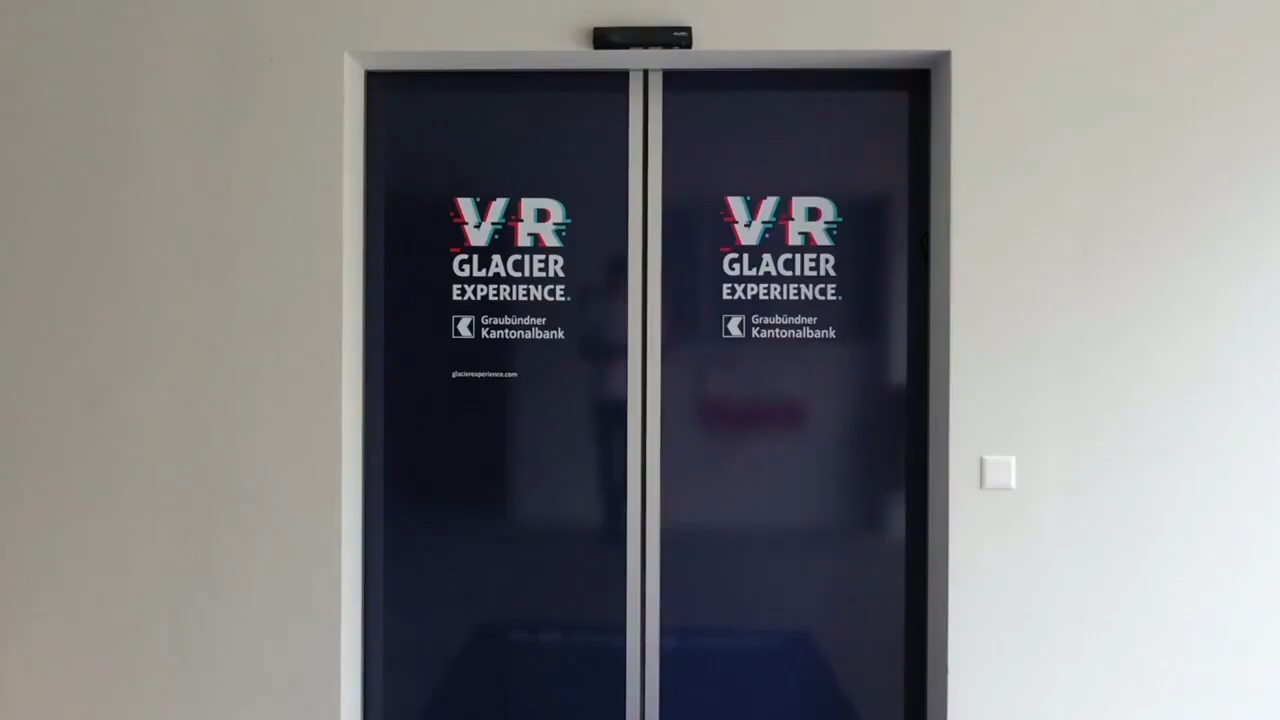 VR
GLACIER
EXPERIENCE.
Graubündner
Kantonalbank
glacierexperience.com
VR
GLACIER
EXPERIENCE.
Graubündner
Kantonalbank